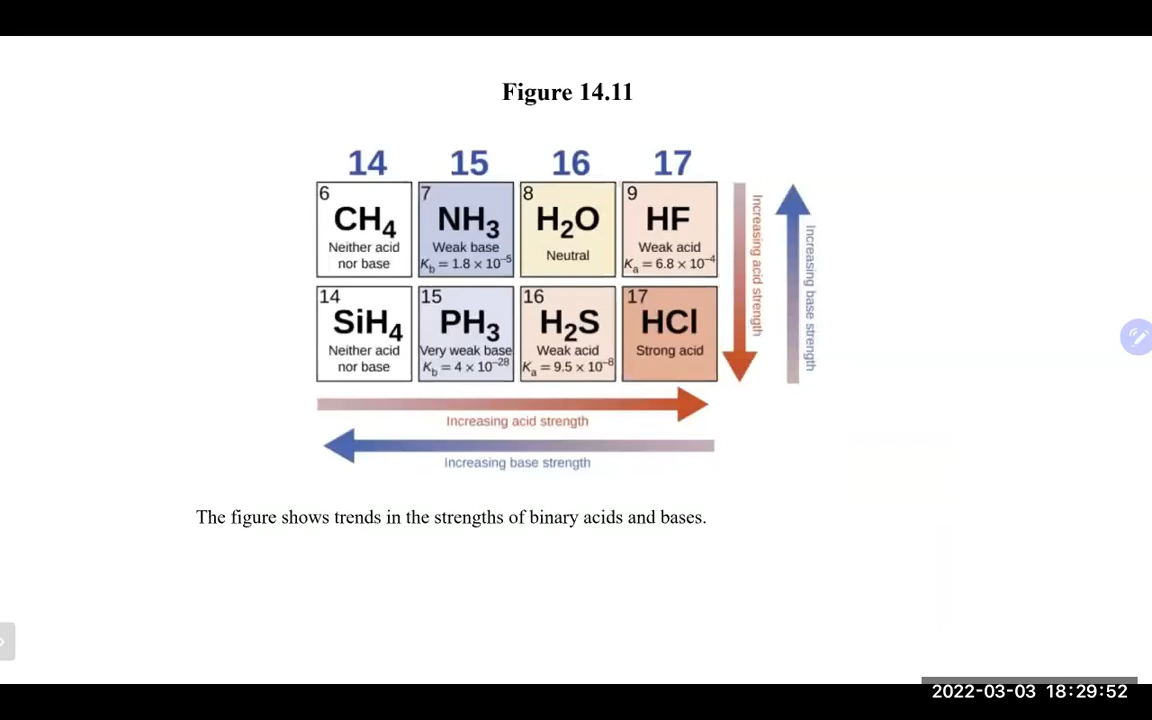 Figure 14.11
14 15 16 17
6 7 8 9
CH₄ NH₃ H₂O HF
Neither acid nor base
Weak base
K_b = 1.8 × 10⁻⁵
Neutral
Weak acid
K_a = 6.8 × 10⁻⁴
14 15 16 17
SiH₄ PH₃ H₂S HCl
Neither acid nor base
Very weak base
K_b = 4 × 10⁻²⁸
Weak acid
K_a = 9.5 × 10⁻⁸
Strong acid
Increasing acid strength
Increasing base strength
Increasing acid strength
Increasing base strength
The figure shows trends in the strengths of binary acids and bases.
2022-03-03 18:29:52